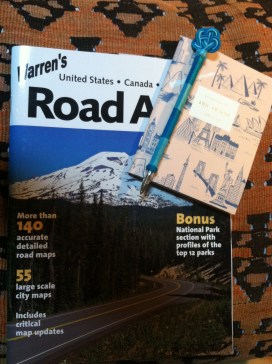 Warren's
United States • Canada •
Road A
More than
140
accurate
detailed
road maps
55
large scale
city maps
Includes
critical
map updates
Bonus
National Park
section with
profiles of the
top 12 parks